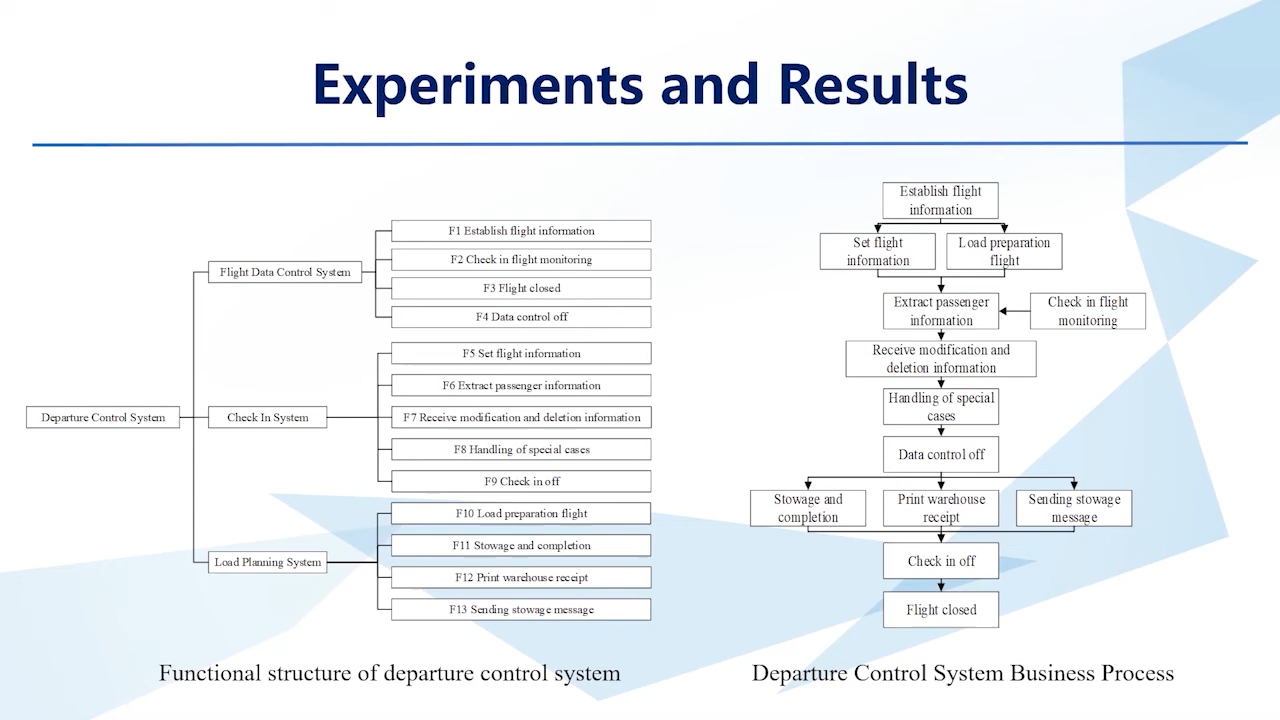 Experiments and Results
Departure Control System
Flight Data Control System
F1 Establish flight information
F2 Check in flight monitoring
F3 Flight closed
F4 Data control off
Check In System
F5 Set flight information
F6 Extract passenger information
F7 Receive modification and deletion information
F8 Handling of special cases
F9 Check in off
Load Planning System
F10 Load preparation flight
F11 Stowage and completion
F12 Print warehouse receipt
F13 Sending stowage message
Functional structure of departure control system
Establish flight
information
Set flight
information
Load preparation
flight
Extract passenger
information
Check in flight
monitoring
Receive modification and
deletion information
Handling of special
cases
Data control off
Stowage and
completion
Print warehouse
receipt
Sending stowage
message
Check in off
Flight closed
Departure Control System Business Process